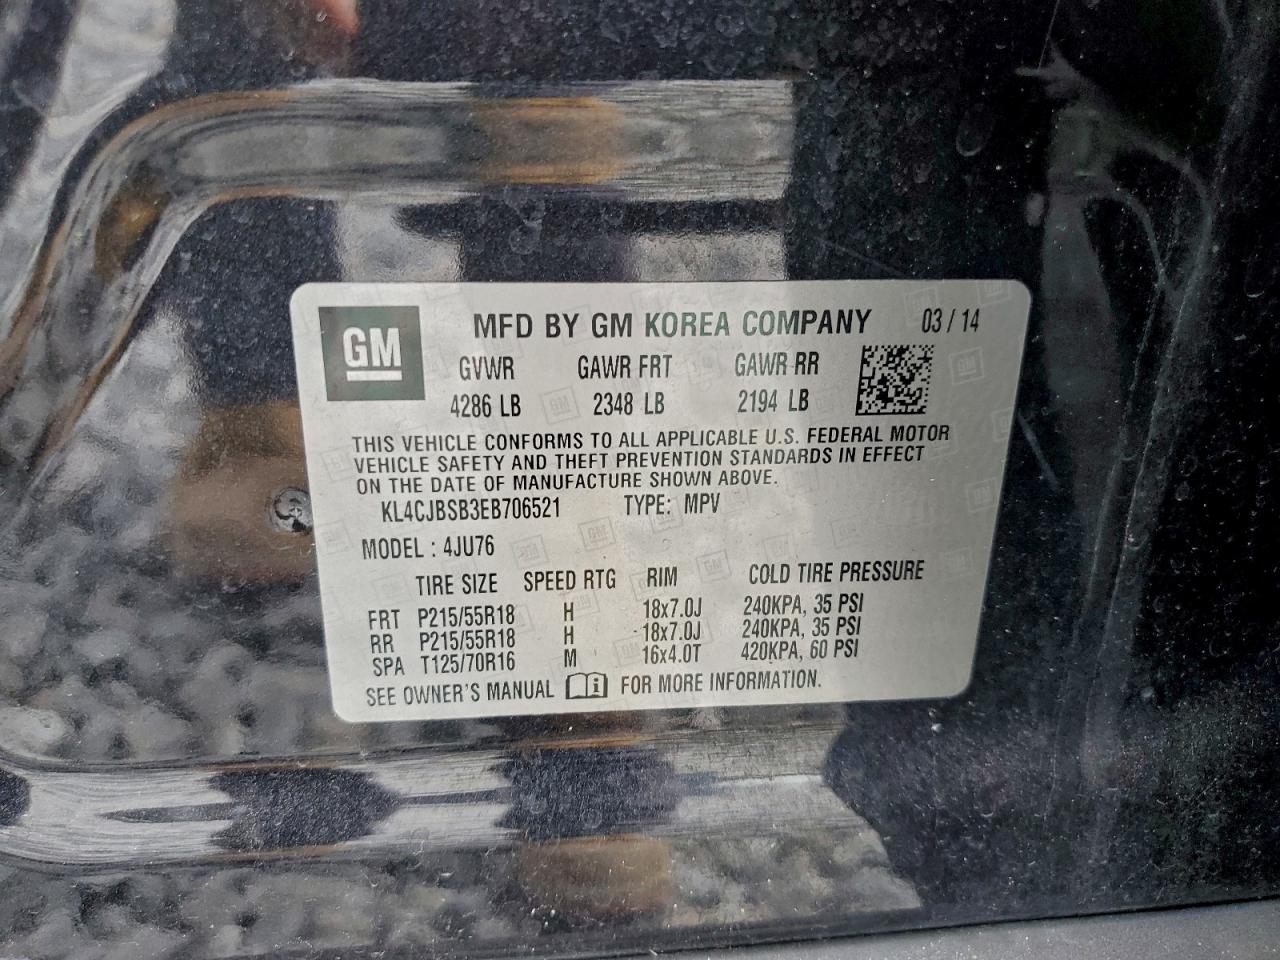 GM MFD BY GM KOREA COMPANY 03/14
GVWR GAWR FRT GAWR RR
4286 LB 2348 LB 2194 LB
THIS VEHICLE CONFORMS TO ALL APPLICABLE U.S. FEDERAL MOTOR
VEHICLE SAFETY AND THEFT PREVENTION STANDARDS IN EFFECT
ON THE DATE OF MANUFACTURE SHOWN ABOVE.
KL4CJBSB3EB706521 TYPE: MPV
MODEL : 4JU76
TIRE SIZE SPEED RTG RIM COLD TIRE PRESSURE
FRT P215/55R18 H 18x7.0J 240KPA, 35 PSI
RR P215/55R18 H 18x7.0J 240KPA, 35 PSI
SPA T125/70R16 M 16x4.0T 420KPA, 60 PSI
SEE OWNER'S MANUAL i FOR MORE INFORMATION.